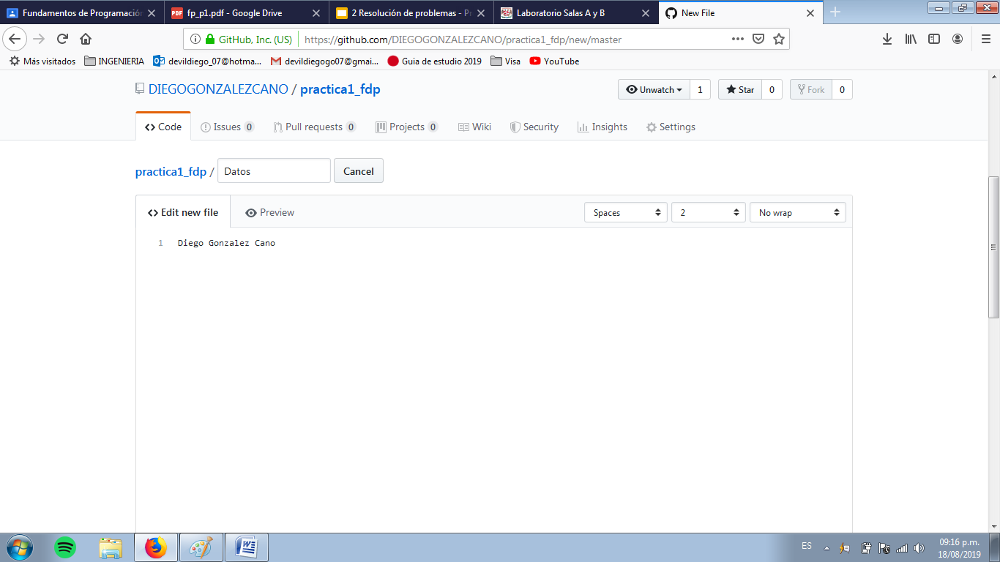 Fundamentos de Programación
fp_p1.pdf - Google Drive
2 Resolución de problemas - P
Laboratorio Salas A y B
New File
GitHub, Inc. (US)
https://github.com/DIEGOGONZALEZCANO/practica1_fdp/new/master
Más visitados
INGENIERIA
devildiego_07@hotma...
devildiegogo07@gmai...
Guia de estudio 2019
Visa
YouTube
DIEGOGONZALEZCANO / practica1_fdp
Unwatch 1
Star 0
Fork 0
Code
Issues 0
Pull requests 0
Projects 0
Wiki
Security
Insights
Settings
practica1_fdp / Datos
Cancel
Edit new file
Preview
Spaces
2
No wrap
1 Diego Gonzalez Cano
ES
09:16 p.m.
18/08/2019